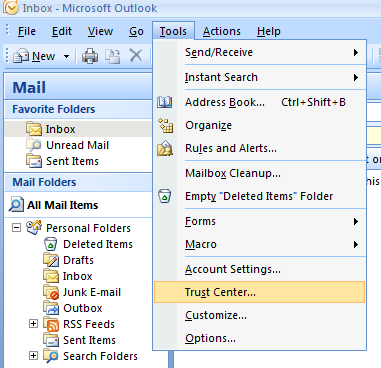 Inbox - Microsoft Outlook
File Edit View Go Tools Actions Help
New
Mail
Favorite Folders
Inbox
Unread Mail
Sent Items
Mail Folders
All Mail Items
Personal Folders
Deleted Items
Drafts
Inbox
Junk E-mail
Outbox
RSS Feeds
Sent Items
Search Folders
Send/Receive
Instant Search
Address Book... Ctrl+Shift+B
Organize
Rules and Alerts...
Mailbox Cleanup...
Empty "Deleted Items" Folder
Forms
Macro
Account Settings...
Trust Center...
Customize...
Options...